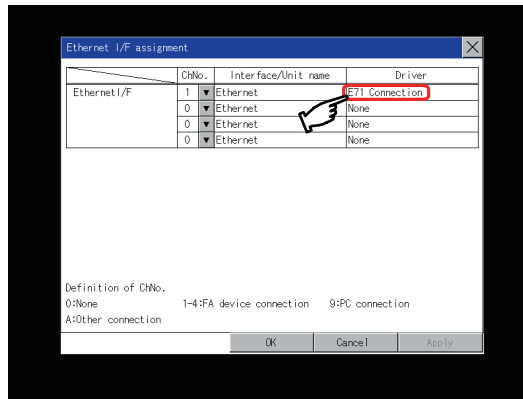 Ethernet I/F assignment
ChNo. Interface/Unit name Driver
EthernetI/F 1 ▼ Ethernet E71 Connection
0 ▼ Ethernet None
0 ▼ Ethernet None
0 ▼ Ethernet None
Definition of ChNo.
0:None 1-4:FA device connection 9:PC connection
A:Other connection
OK Cancel Apply